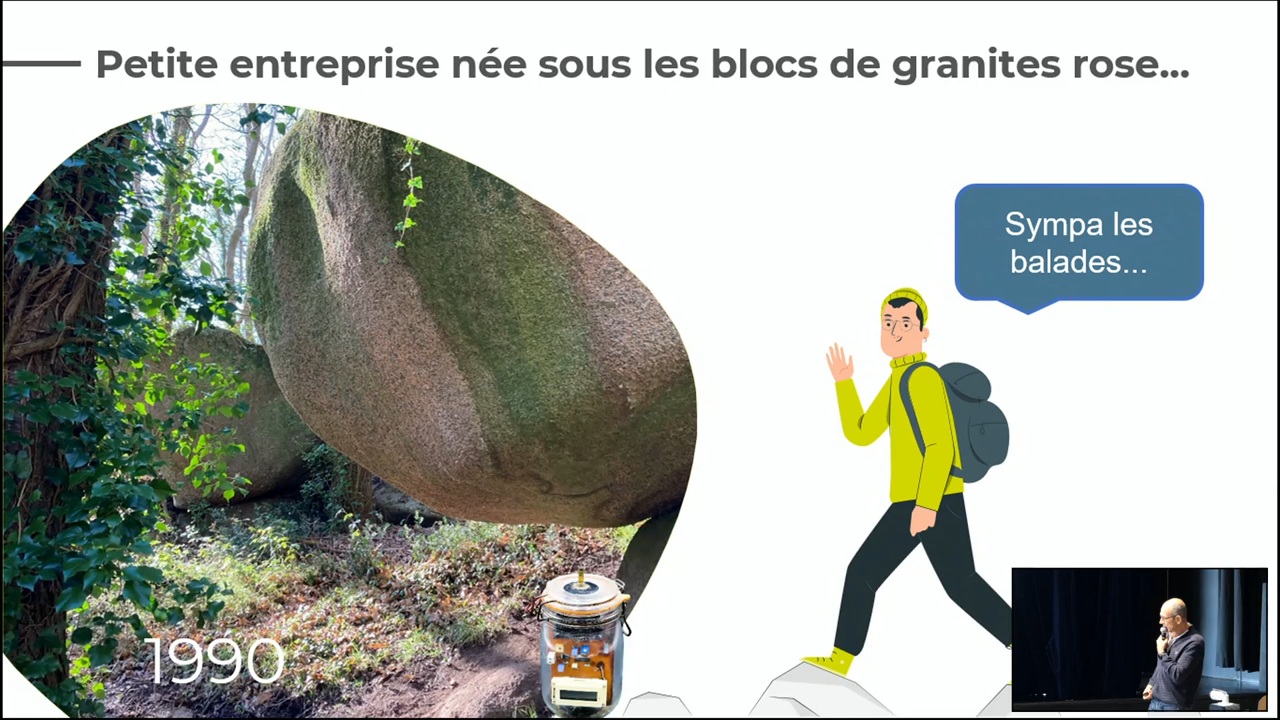 Petite entreprise née sous les blocs de granites rose...
Sympa les
balades...
1990